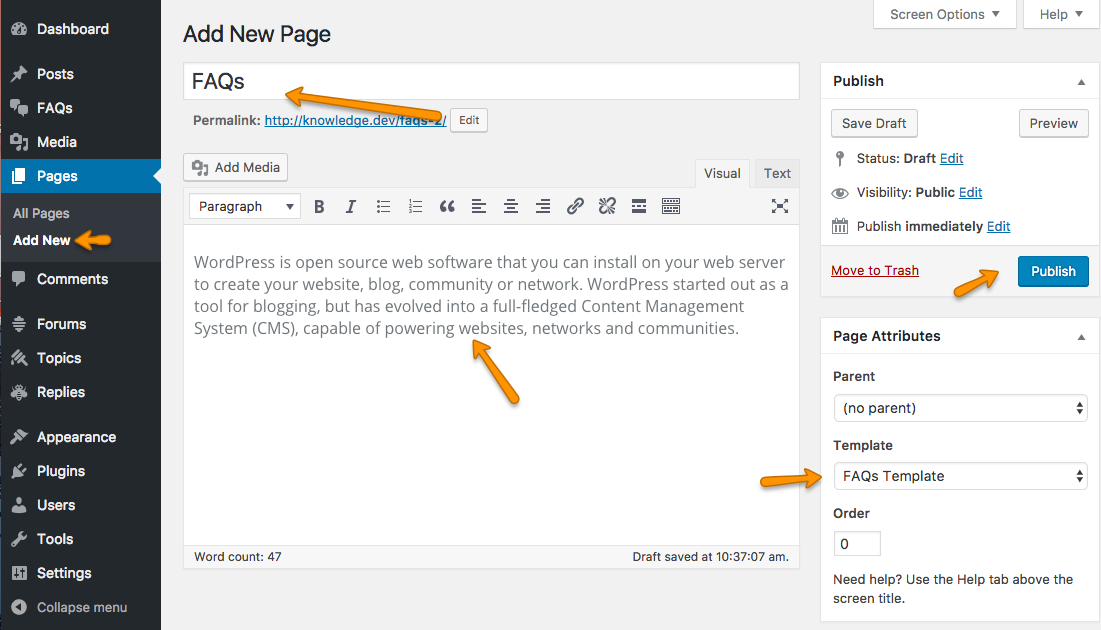 Dashboard
Posts
FAQs
Media
Pages
All Pages
Add New
Comments
Forums
Topics
Replies
Appearance
Plugins
Users
Tools
Settings
Collapse menu
Screen Options
Help
Add New Page
FAQs
Permalink: http://knowledge.dev/faqs-2/ Edit
Add Media
Visual Text
Paragraph
WordPress is open source web software that you can install on your web server
to create your website, blog, community or network. WordPress started out as a
tool for blogging, but has evolved into a full-fledged Content Management
System (CMS), capable of powering websites, networks and communities.
Word count: 47 Draft saved at 10:37:07 am.
Publish
Save Draft Preview
Status: Draft Edit
Visibility: Public Edit
Publish immediately Edit
Move to Trash Publish
Page Attributes
Parent
(no parent)
Template
FAQs Template
Order
0
Need help? Use the Help tab above the
screen title.